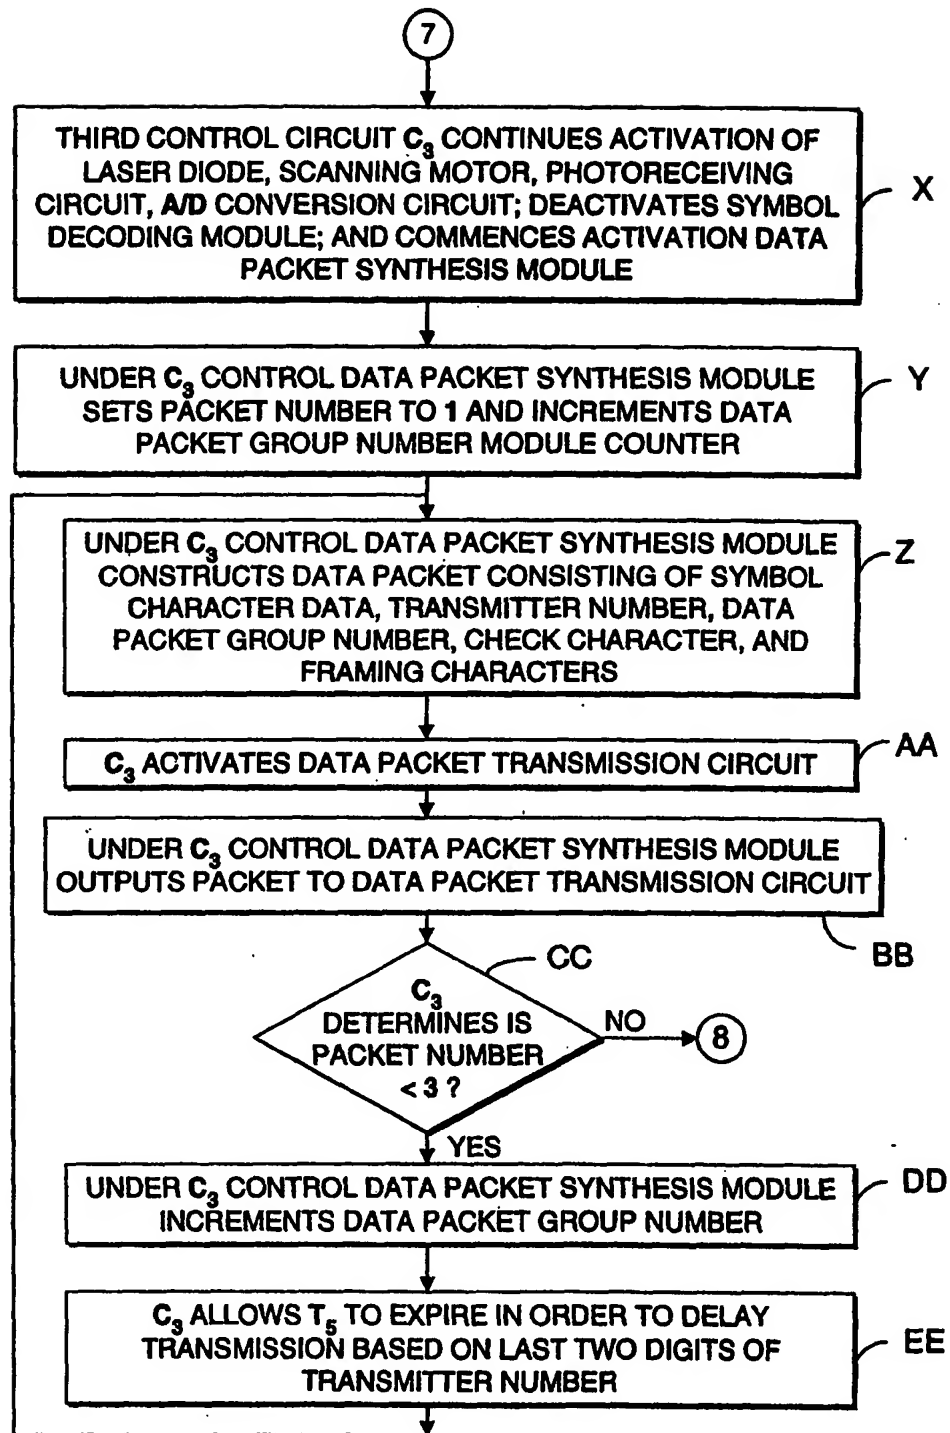 7
THIRD CONTROL CIRCUIT C3 CONTINUES ACTIVATION OF
LASER DIODE, SCANNING MOTOR, PHOTORECEIVING
CIRCUIT, A/D CONVERSION CIRCUIT; DEACTIVATES SYMBOL
DECODING MODULE; AND COMMENCES ACTIVATION DATA
PACKET SYNTHESIS MODULE
X
UNDER C3 CONTROL DATA PACKET SYNTHESIS MODULE
SETS PACKET NUMBER TO 1 AND INCREMENTS DATA
PACKET GROUP NUMBER MODULE COUNTER
Y
UNDER C3 CONTROL DATA PACKET SYNTHESIS MODULE
CONSTRUCTS DATA PACKET CONSISTING OF SYMBOL
CHARACTER DATA, TRANSMITTER NUMBER, DATA
PACKET GROUP NUMBER, CHECK CHARACTER, AND
FRAMING CHARACTERS
Z
C3 ACTIVATES DATA PACKET TRANSMISSION CIRCUIT
AA
UNDER C3 CONTROL DATA PACKET SYNTHESIS MODULE
OUTPUTS PACKET TO DATA PACKET TRANSMISSION CIRCUIT
BB
CC
C3
DETERMINES IS
PACKET NUMBER
< 3 ?
NO
8
YES
UNDER C3 CONTROL DATA PACKET SYNTHESIS MODULE
INCREMENTS DATA PACKET GROUP NUMBER
DD
C3 ALLOWS T5 TO EXPIRE IN ORDER TO DELAY
TRANSMISSION BASED ON LAST TWO DIGITS OF
TRANSMITTER NUMBER
EE